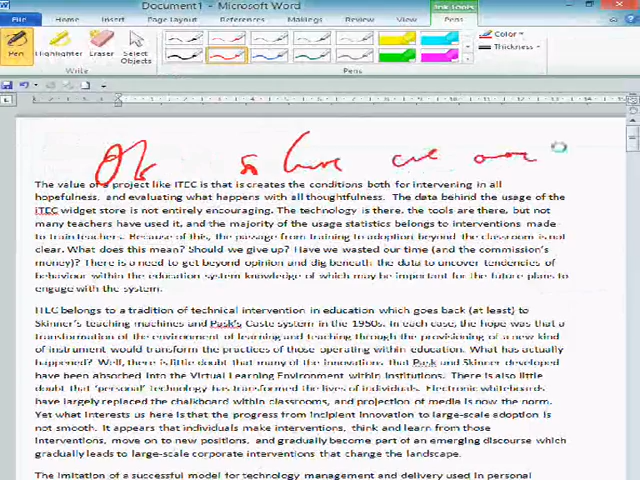 Document1 - Microsoft Word
Ink Tools
File Home Insert Page Layout References Mailings Review View Pens
Pen Highlighter Eraser Select Objects
Color
Thickness
Write Pens
Ok so here we are
The value of a project like ITEC is that is creates the conditions both for intervening in all
hopefulness, and evaluating what happens with all thoughtfulness. The data behind the usage of the
ITEC widget store is not entirely encouraging. The technology is there, the tools are there, but not
many teachers have used it, and the majority of the usage statistics belongs to interventions made
to train teachers. Because of this, the passage from training to adoption beyond the classroom is not
clear. What does this mean? Should we give up? Have we wasted our time (and the commission's
money)? There is a need to get beyond opinion and dig beneath the data to uncover tendencies of
behaviour within the education system knowledge of which may be important for the future plans to
engage with the system.
ITEC belongs to a tradition of technical intervention in education which goes back (at least) to
Skinner's teaching machines and Pask's Caste system in the 1950s. In each case, the hope was that a
transformation of the environment of learning and teaching through the provisioning of a new kind
of instrument would transform the practices of those operating within education. What has actually
happened? Well, there is little doubt that many of the innovations that Pask and Skinner developed
have been absorbed into the Virtual Learning Environment within institutions. There is also little
doubt that 'personal' technology has transformed the lives of individuals. Electronic whiteboards
have largely replaced the chalkboard within classrooms, and projection of media is now the norm.
Yet what interests us here is that the progress from incipient innovation to large-scale adoption is
not smooth. It appears that individuals make interventions, think and learn from those
interventions, move on to new positions, and gradually become part of an emerging discourse which
gradually leads to large-scale corporate interventions that change the landscape.
The limitation of a successful model for technology management and delivery used in personal